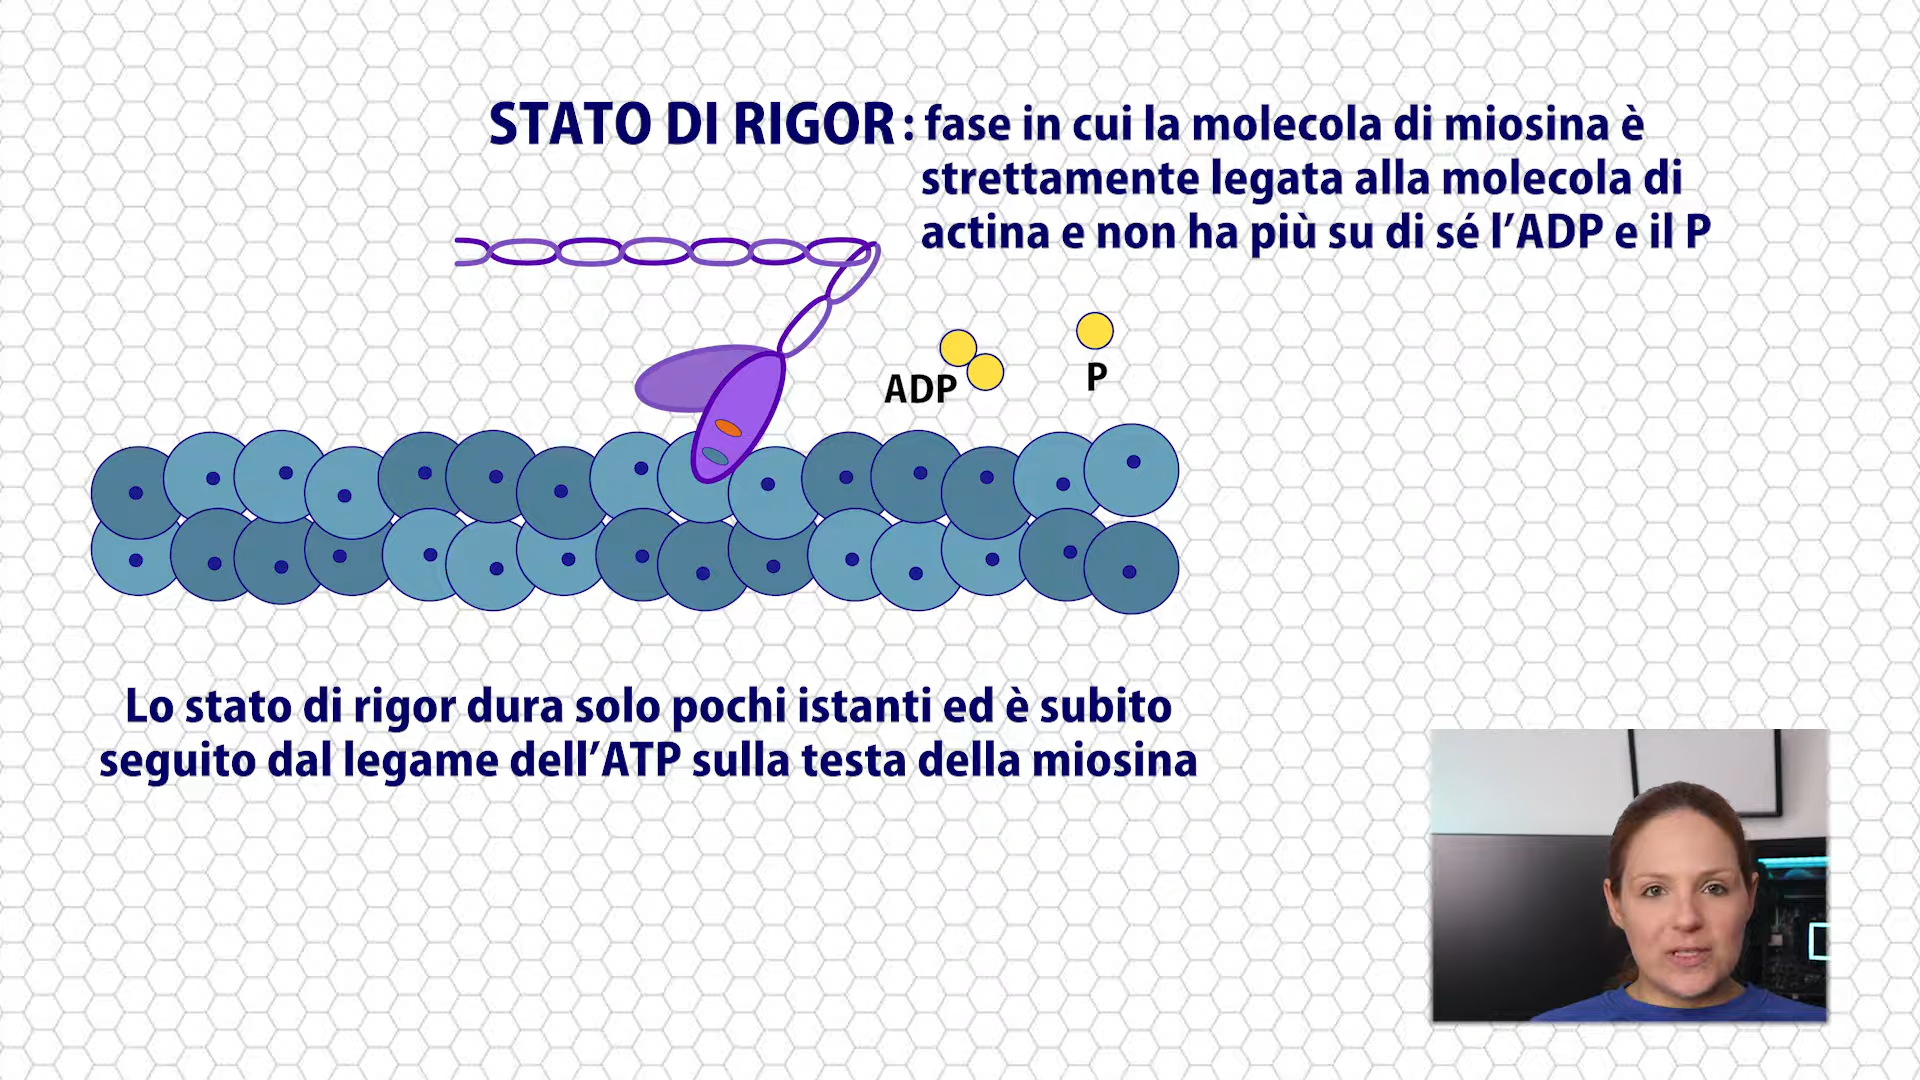 STATO DI RIGOR : fase in cui la molecola di miosina è
strettamente legata alla molecola di
actina e non ha più su di sé l’ADP e il P
ADP
P
Lo stato di rigor dura solo pochi istanti ed è subito
seguito dal legame dell’ATP sulla testa della miosina